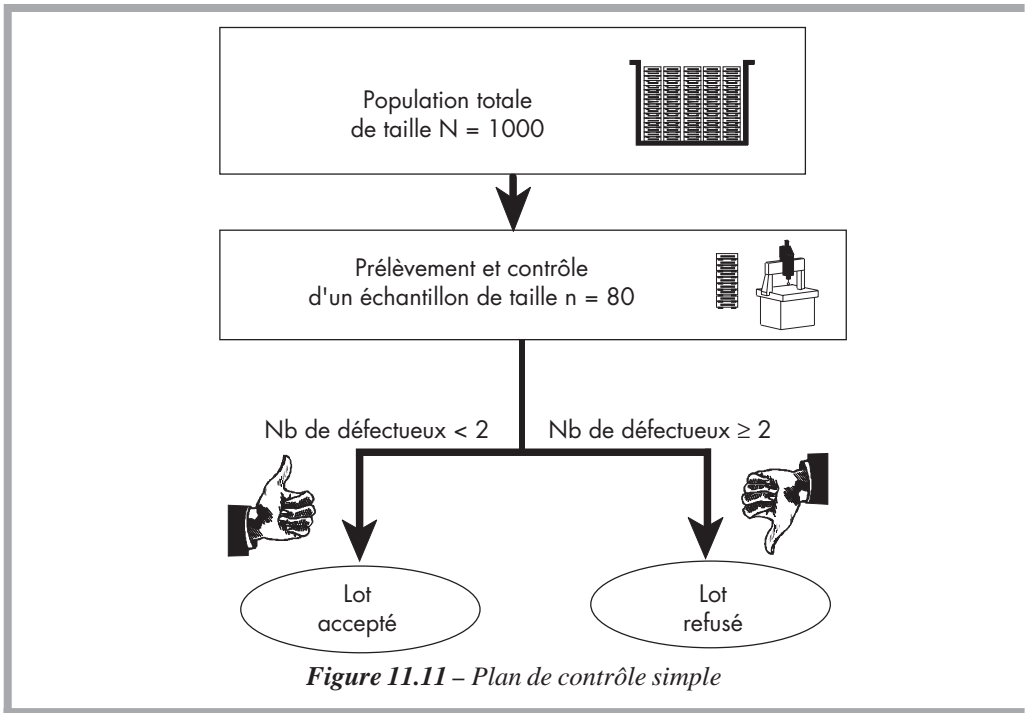 Population totale
de taille N = 1000
Prélèvement et contrôle
d'un échantillon de taille n = 80
Nb de défectueux < 2
Nb de défectueux ≥ 2
Lot
accepté
Lot
refusé
Figure 11.11 – Plan de contrôle simple